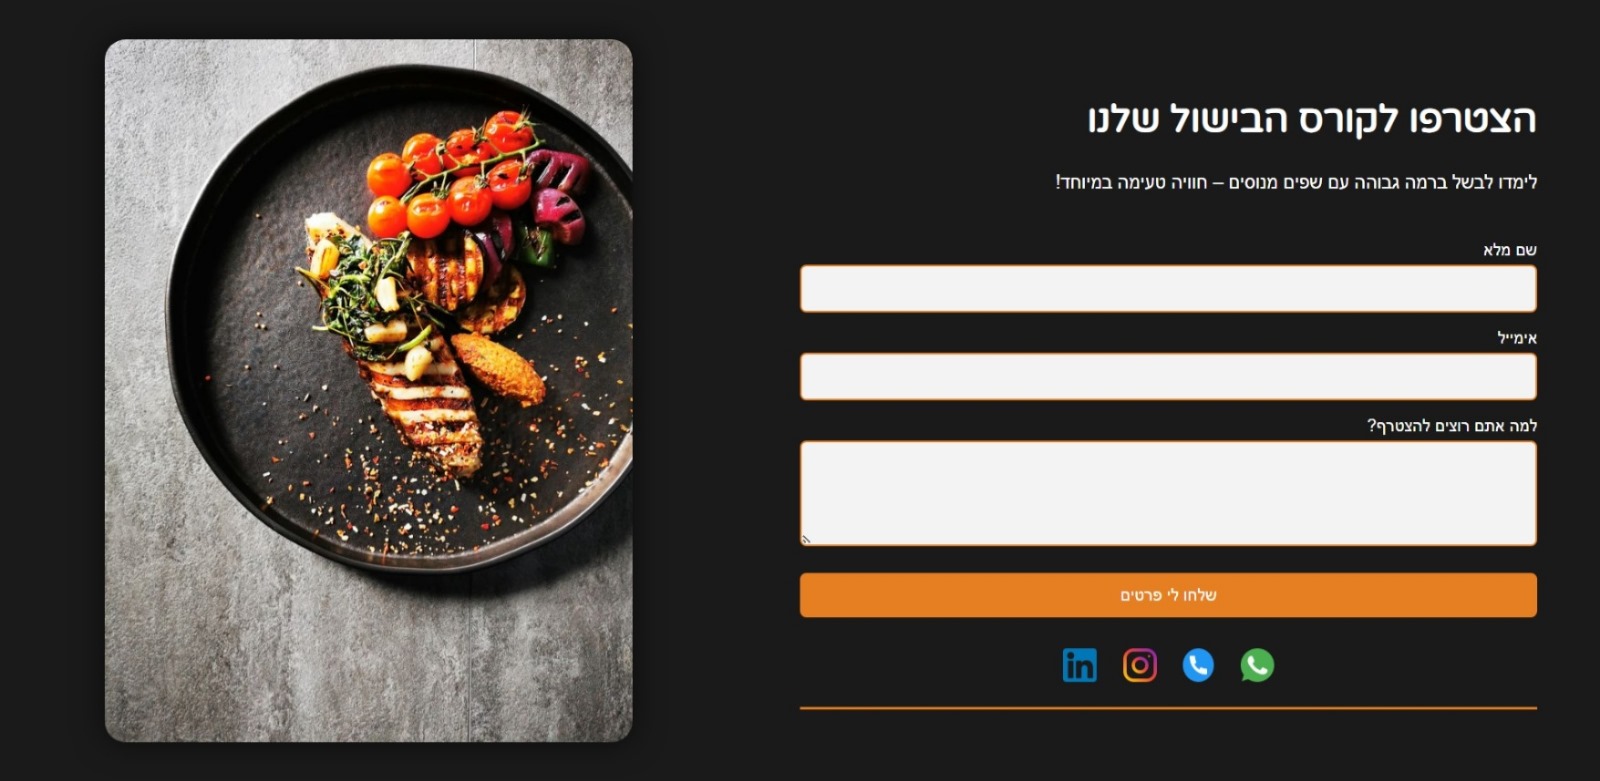 הצטרפו לקורס הבישול שלנו
לימדו לבשל ברמה גבוהה עם שפים מנוסים – חוויה טעימה במיוחד!
שם מלא
אימייל
למה אתם רוצים להצטרף?
שלחו לי פרטים
in